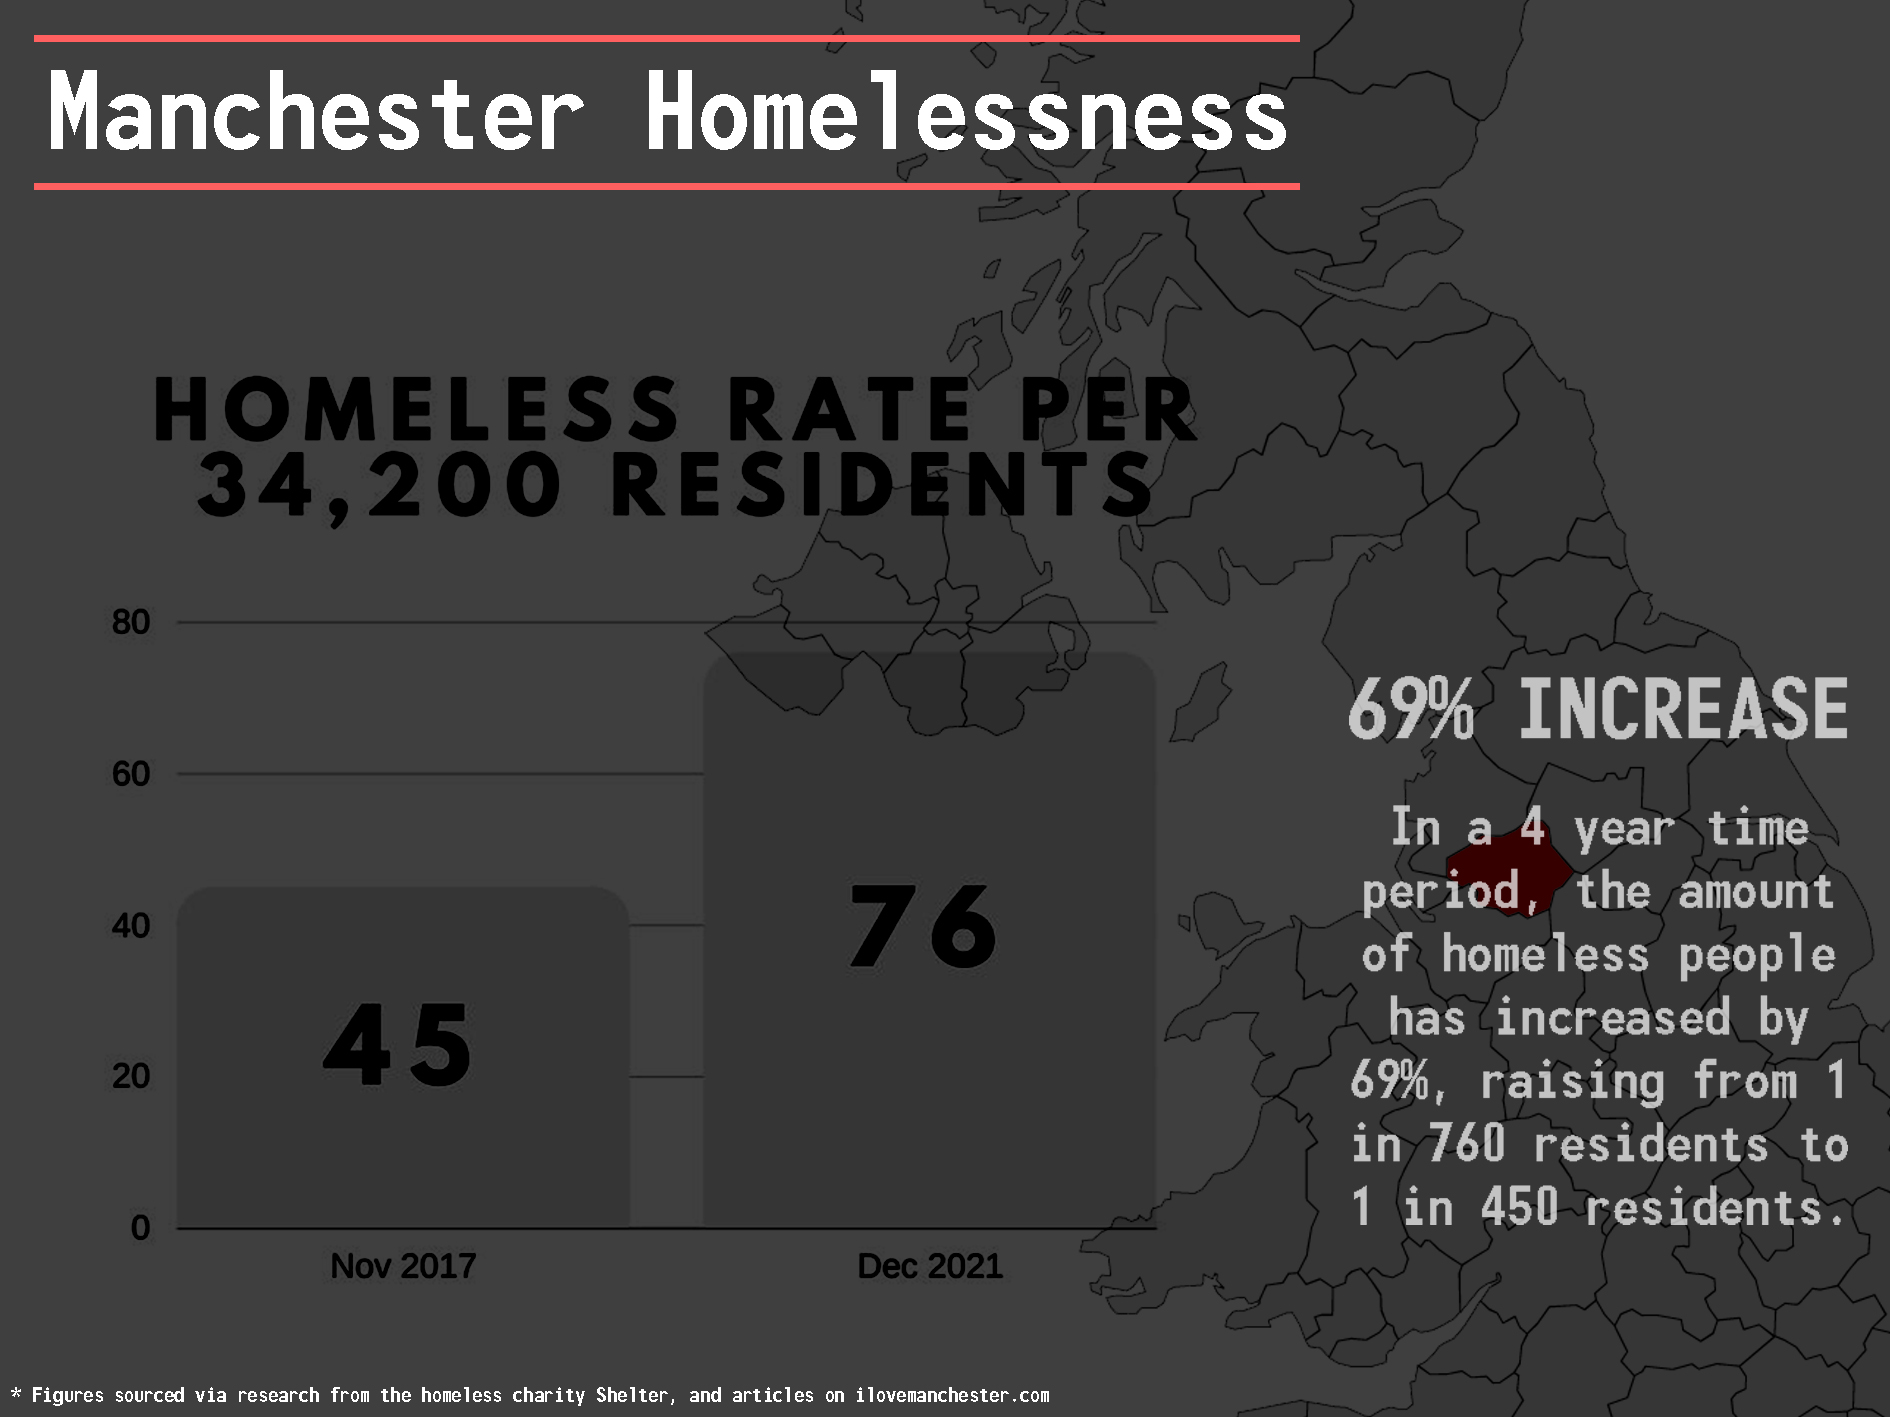 Manchester Homelessness
HOMELESS RATE PER
34,200 RESIDENTS
80
60
40
20
0
45
76
Nov 2017
Dec 2021
69% INCREASE
In a 4 year time
period, the amount
of homeless people
has increased by
69%, raising from 1
in 760 residents to
1 in 450 residents.
* Figures sourced via research from the homeless charity Shelter, and articles on ilovemanchester.com